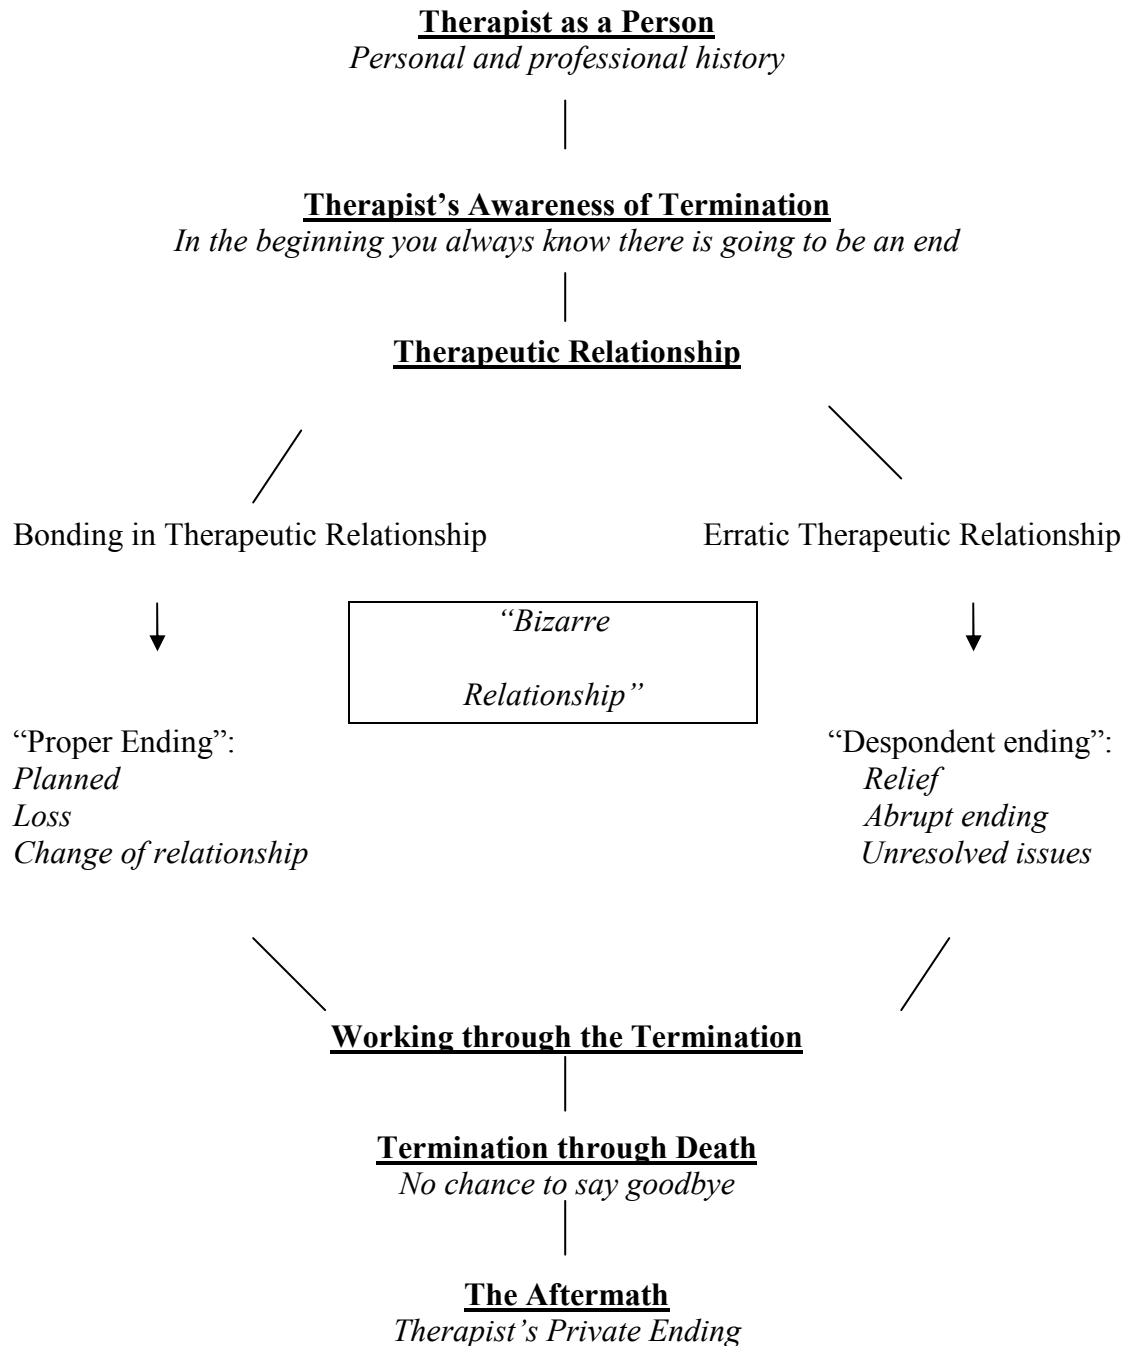 Therapist as a Person
Personal and professional history
Therapist’s Awareness of Termination
In the beginning you always know there is going to be an end
Therapeutic Relationship
Bonding in Therapeutic Relationship
Erratic Therapeutic Relationship
“Bizarre
Relationship”
“Proper Ending”:
Planned
Loss
Change of relationship
“Despondent ending”:
Relief
Abrupt ending
Unresolved issues
Working through the Termination
Termination through Death
No chance to say goodbye
The Aftermath
Therapist’s Private Ending